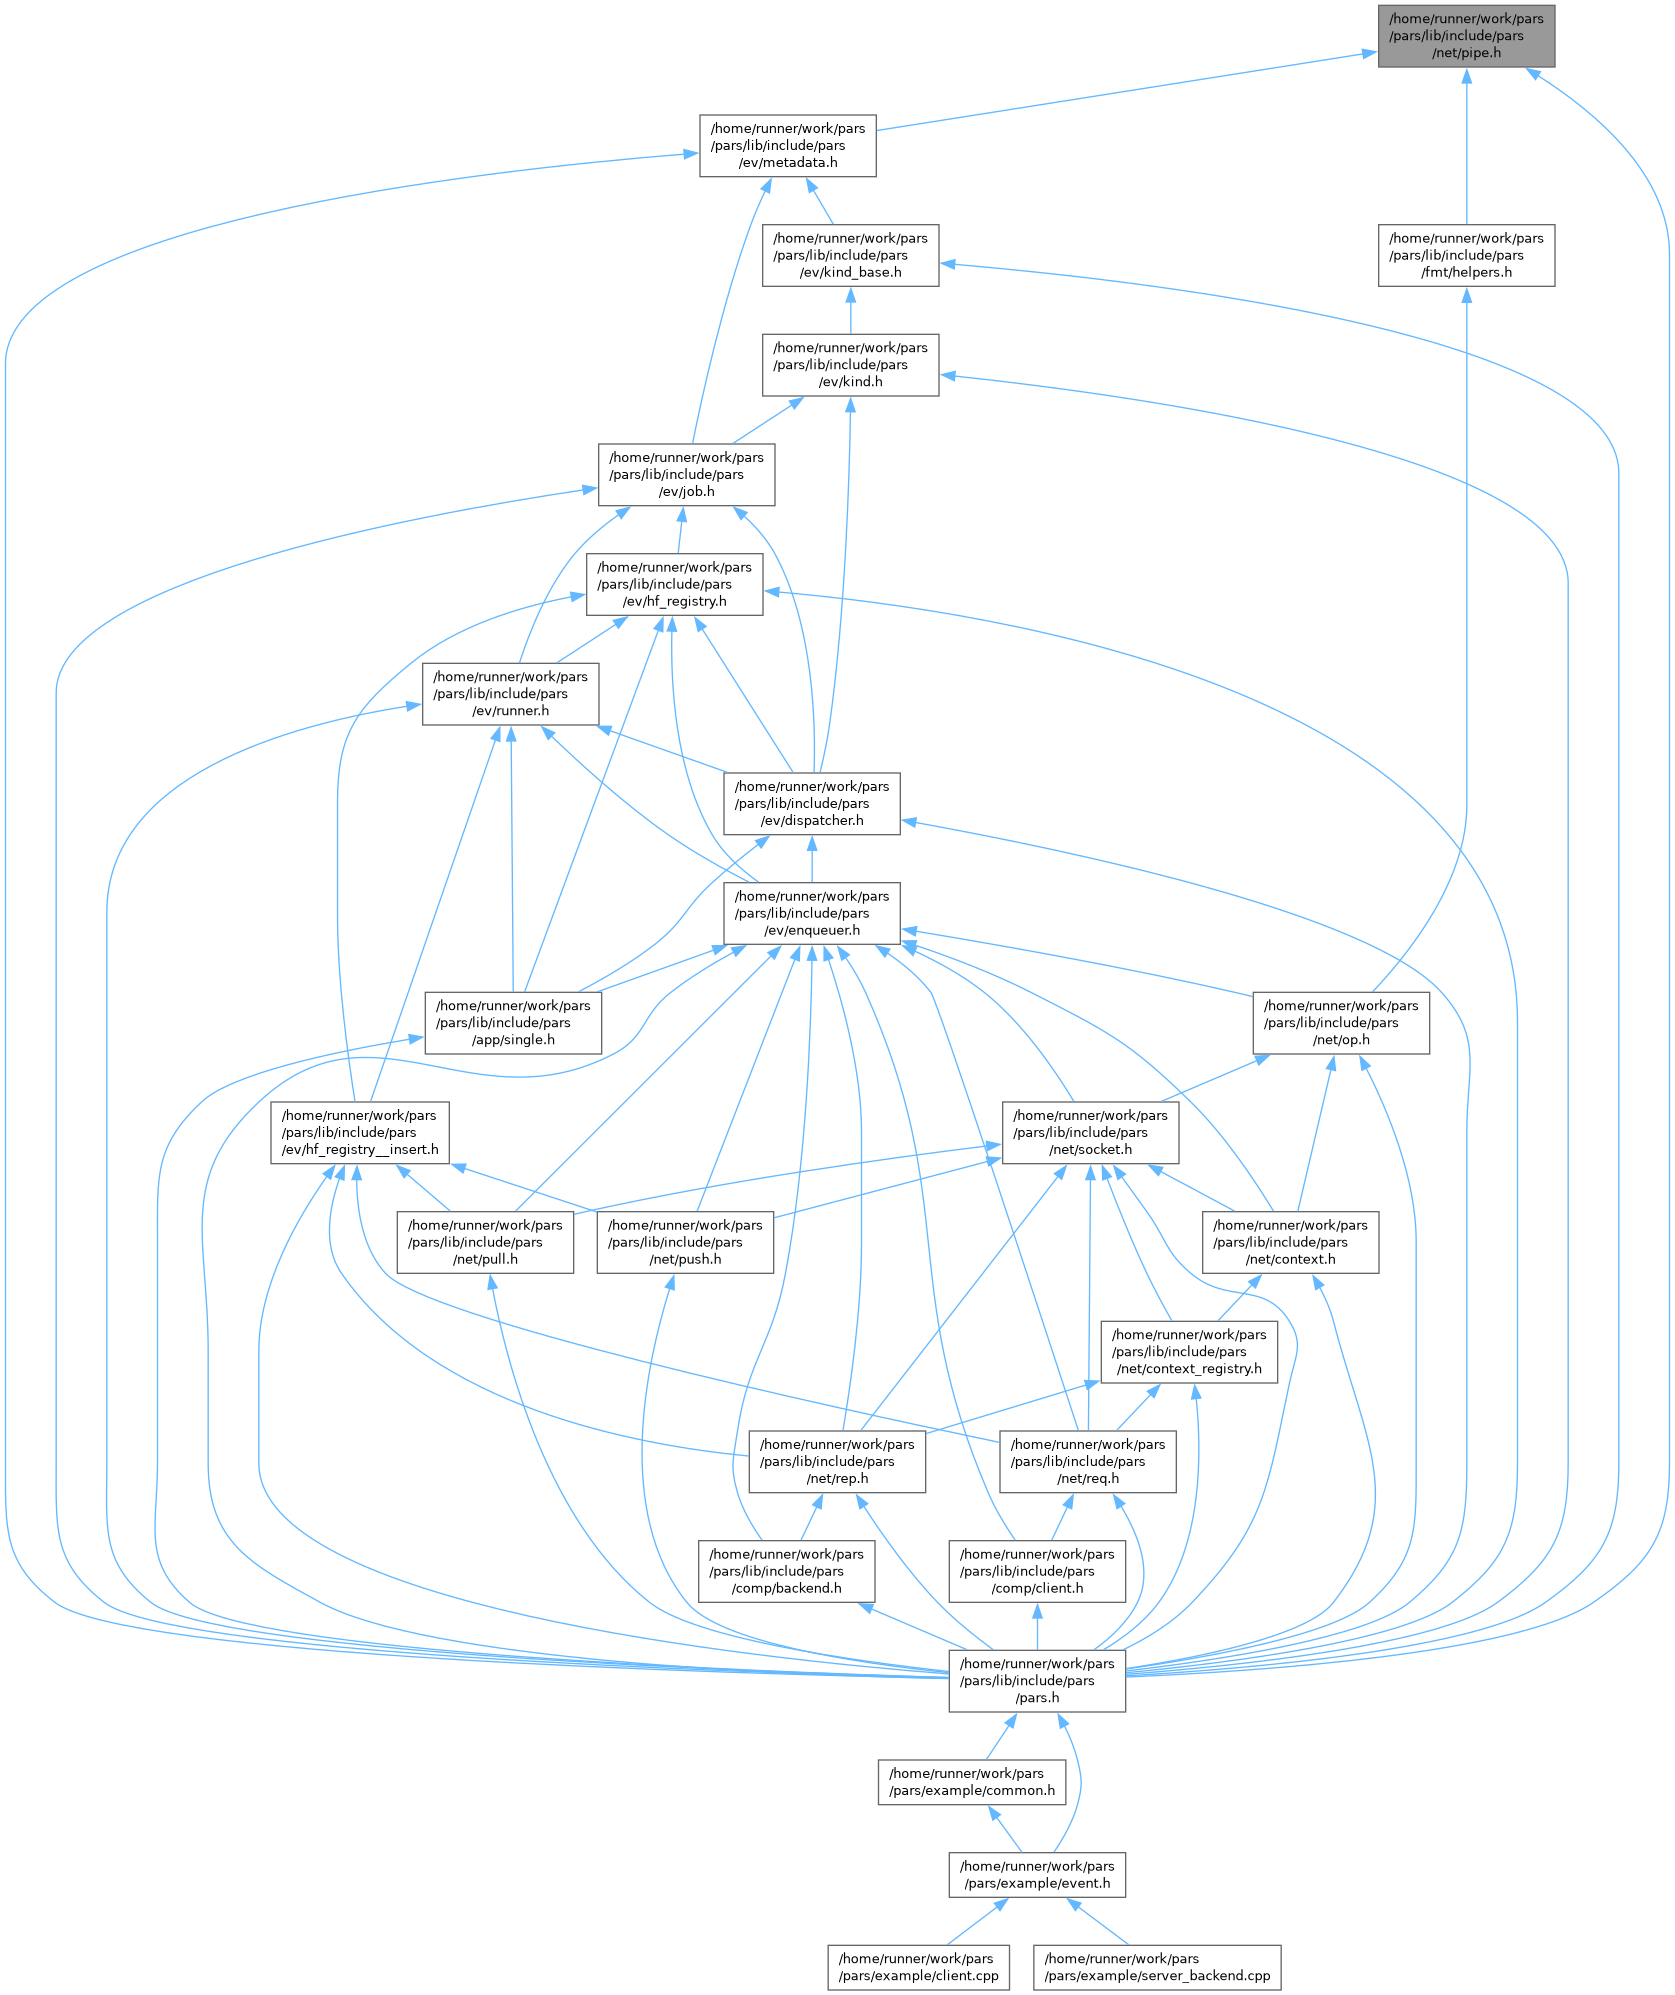 /home/runner/work/pars
/pars/lib/include/pars
/net/pipe.h
/home/runner/work/pars
/pars/lib/include/pars
/ev/metadata.h
/home/runner/work/pars
/pars/lib/include/pars
/ev/kind_base.h
/home/runner/work/pars
/pars/lib/include/pars
/fmt/helpers.h
/home/runner/work/pars
/pars/lib/include/pars
/ev/kind.h
/home/runner/work/pars
/pars/lib/include/pars
/ev/job.h
/home/runner/work/pars
/pars/lib/include/pars
/ev/hf_registry.h
/home/runner/work/pars
/pars/lib/include/pars
/ev/runner.h
/home/runner/work/pars
/pars/lib/include/pars
/ev/dispatcher.h
/home/runner/work/pars
/pars/lib/include/pars
/ev/enqueuer.h
/home/runner/work/pars
/pars/lib/include/pars
/app/single.h
/home/runner/work/pars
/pars/lib/include/pars
/net/op.h
/home/runner/work/pars
/pars/lib/include/pars
/ev/hf_registry__insert.h
/home/runner/work/pars
/pars/lib/include/pars
/net/socket.h
/home/runner/work/pars
/pars/lib/include/pars
/net/pull.h
/home/runner/work/pars
/pars/lib/include/pars
/net/push.h
/home/runner/work/pars
/pars/lib/include/pars
/net/context.h
/home/runner/work/pars
/pars/lib/include/pars
/net/context_registry.h
/home/runner/work/pars
/pars/lib/include/pars
/net/rep.h
/home/runner/work/pars
/pars/lib/include/pars
/net/req.h
/home/runner/work/pars
/pars/lib/include/pars
/comp/backend.h
/home/runner/work/pars
/pars/lib/include/pars
/comp/client.h
/home/runner/work/pars
/pars/lib/include/pars
/pars.h
/home/runner/work/pars
/pars/example/common.h
/home/runner/work/pars
/pars/example/event.h
/home/runner/work/pars
/pars/example/client.cpp
/home/runner/work/pars
/pars/example/server_backend.cpp